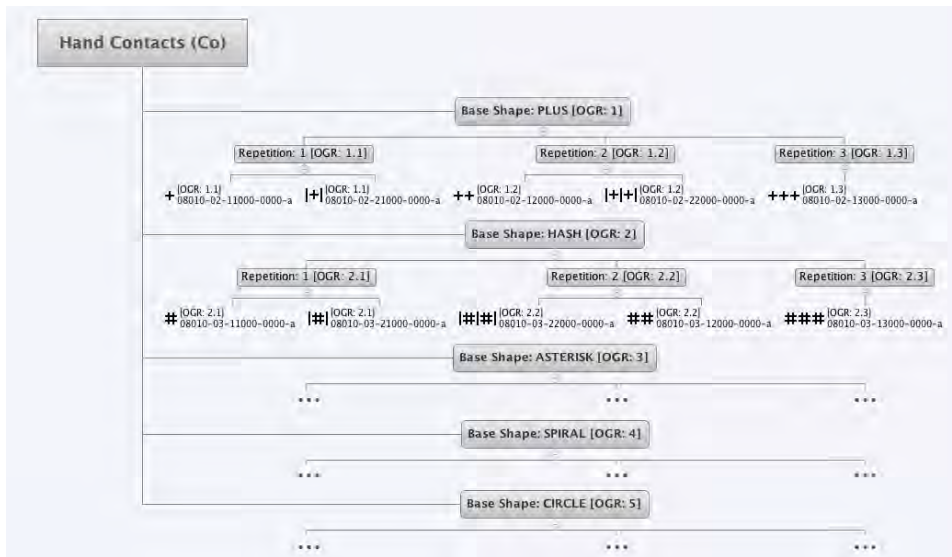 Hand Contacts (Co)
Base Shape: PLUS [OGR: 1]
Repetition: 1 [OGR: 1.1] Repetition: 2 [OGR: 1.2] Repetition: 3 [OGR: 1.3]
+ [OGR: 1.1] |+| [OGR: 1.1] ++ [OGR: 1.2] |+|+| [OGR: 1.2] +++ [OGR: 1.3]
08010-02-11000-0000-a 08010-02-21000-0000-a 08010-02-12000-0000-a 08010-02-22000-0000-a 08010-02-13000-0000-a
Base Shape: HASH [OGR: 2]
Repetition: 1 [OGR: 2.1] Repetition: 2 [OGR: 2.2] Repetition: 3 [OGR: 2.3]
# [OGR: 2.1] |#| [OGR: 2.1] |#|#| [OGR: 2.2] ## [OGR: 2.2] ### [OGR: 2.3]
08010-03-11000-0000-a 08010-03-21000-0000-a 08010-03-22000-0000-a 08010-03-12000-0000-a 08010-03-13000-0000-a
Base Shape: ASTERISK [OGR: 3]
... ... ...
Base Shape: SPIRAL [OGR: 4]
... ... ...
Base Shape: CIRCLE [OGR: 5]
... ... ...